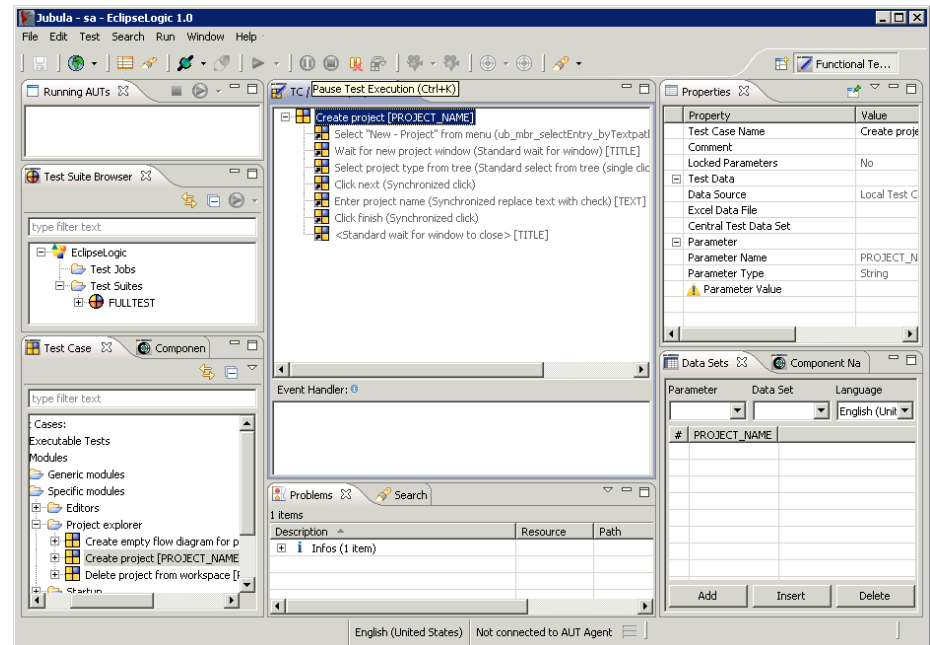 Jubula - sa - EclipseLogic 1.0
File Edit Test Search Run Window Help
Functional Te...
Running AUTs
TC /
Pause Test Execution (Ctrl+K)
Create project [PROJECT_NAME]
Select "New - Project" from menu (ub_mbr_selectEntry_byTextpath
Wait for new project window (Standard wait for window) [TITLE]
Select project type from tree (Standard select from tree (single clic
Click next (Synchronized click)
Enter project name (Synchronized replace text with check) [TEXT]
Click finish (Synchronized click)
<Standard wait for window to close> [TITLE]
Event Handler:
Test Suite Browser
type filter text
EclipseLogic
Test Jobs
Test Suites
FULLTEST
Test Case
Componen
type filter text
: Cases:
Executable Tests
Modules
Generic modules
Specific modules
Editors
Project explorer
Create empty flow diagram for p
Create project [PROJECT_NAME
Delete project from workspace [
Startup
Problems
Search
1 items
Description Resource Path
Infos (1 item)
Properties
Property Value
Test Case Name Create proje
Comment
Locked Parameters No
Test Data
Data Source Local Test C
Excel Data File
Central Test Data Set
Parameter
Parameter Name PROJECT_N
Parameter Type String
Parameter Value
Data Sets
Component Na
Parameter Data Set Language
English (Unit
# PROJECT_NAME
Add Insert Delete
English (United States) Not connected to AUT Agent